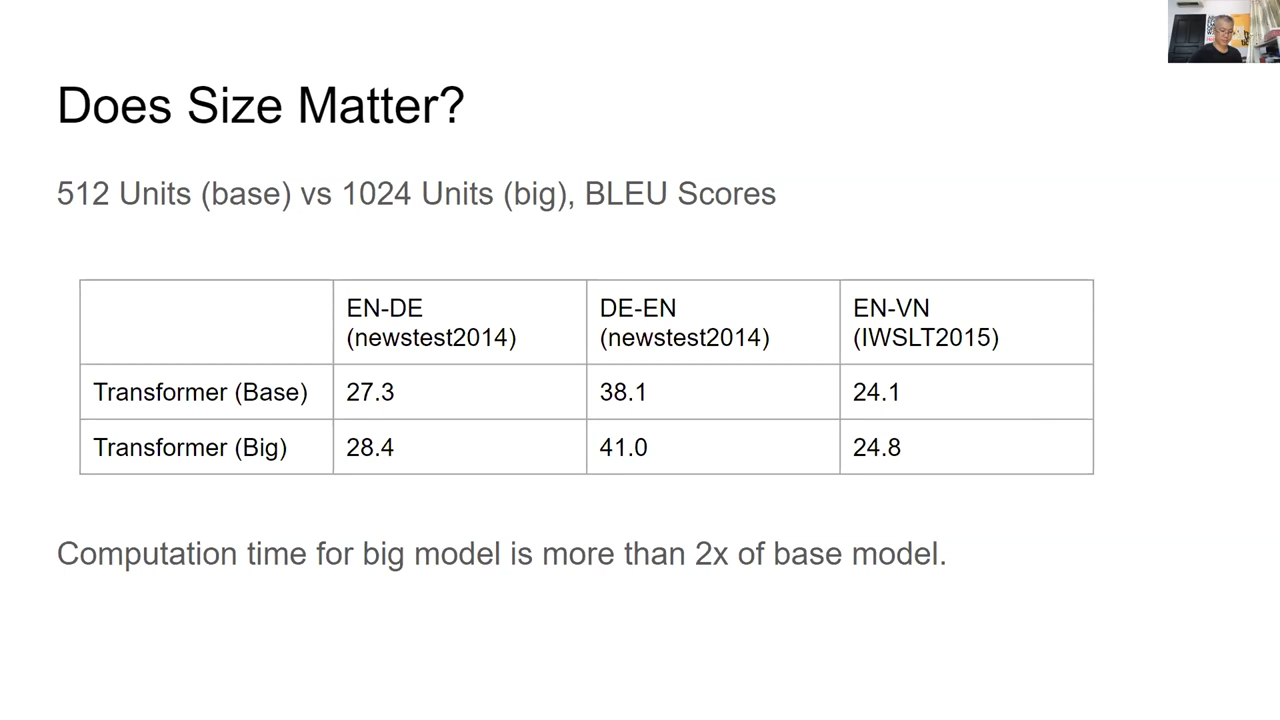 Does Size Matter?
512 Units (base) vs 1024 Units (big), BLEU Scores
EN-DE (newstest2014)
DE-EN (newstest2014)
EN-VN (IWSLT2015)
Transformer (Base) 27.3 38.1 24.1
Transformer (Big) 28.4 41.0 24.8
Computation time for big model is more than 2x of base model.